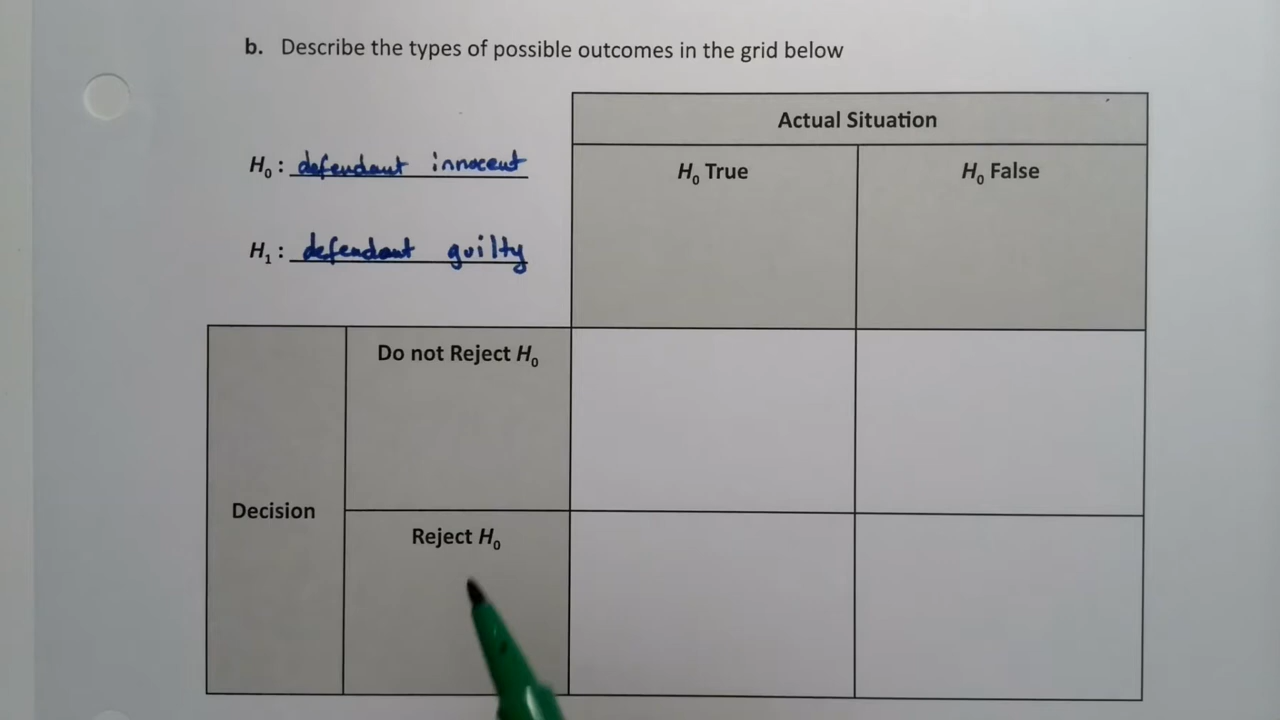 b. Describe the types of possible outcomes in the grid below
Actual Situation
H₀ : defendant innocent
H₀ True
H₀ False
H₁ : defendant guilty
Do not Reject H₀
Decision
Reject H₀